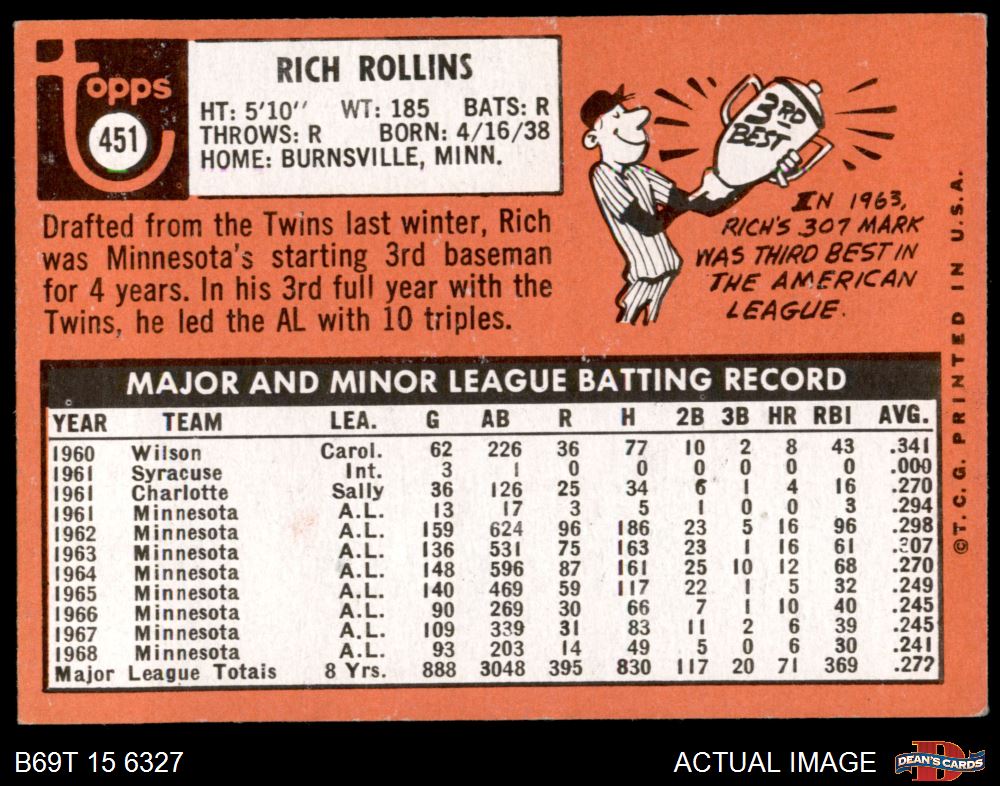 Topps
451
RICH ROLLINS
HT: 5'10'' WT: 185 BATS: R
THROWS: R BORN: 4/16/38
HOME: BURNSVILLE, MINN.
Drafted from the Twins last winter, Rich
was Minnesota's starting 3rd baseman
for 4 years. In his 3rd full year with the
Twins, he led the AL with 10 triples.
3RD
BEST
IN 1963,
RICH'S 307 MARK
WAS THIRD BEST IN
THE AMERICAN
LEAGUE.
MAJOR AND MINOR LEAGUE BATTING RECORD
YEAR TEAM LEA. G AB R H 2B 3B HR RBI AVG.
1960 Wilson Carol. 62 226 36 77 10 2 8 43 .341
1961 Syracuse Int. 3 1 0 0 0 0 0 0 .000
1961 Charlotte Sally 36 126 25 34 6 1 4 16 .270
1961 Minnesota A.L. 13 17 3 5 1 0 0 3 .294
1962 Minnesota A.L. 159 624 96 186 23 5 16 96 .298
1963 Minnesota A.L. 136 531 75 163 23 1 16 61 .307
1964 Minnesota A.L. 148 596 87 161 25 10 12 68 .270
1965 Minnesota A.L. 140 469 59 117 22 1 5 32 .249
1966 Minnesota A.L. 90 269 30 66 7 1 10 40 .245
1967 Minnesota A.L. 109 339 31 83 11 2 6 39 .245
1968 Minnesota A.L. 93 203 14 49 5 0 6 30 .241
Major League Totals 8 Yrs. 888 3048 395 830 117 20 71 369 .272
© T. C. G. PRINTED IN U.S.A.
B69T 15 6327
ACTUAL IMAGE
D
DEAN'S CARDS